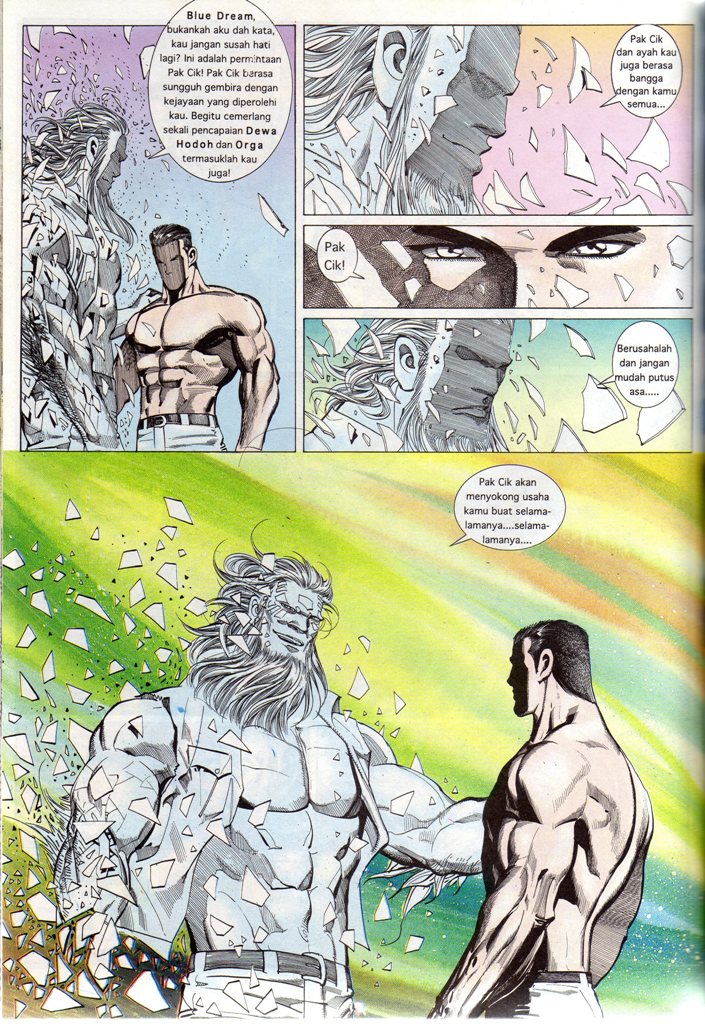 Blue Dream,
bukankah aku dah kata,
kau jangan susah hati
lagi? Ini adalah permintaan
Pak Cik! Pak Cik barasa
sungguh gembira dengan
kejayaan yang diperolehi
kau. Begitu cemerlang
sekali pencapaian Dewa
Hodoh dan Orga
termasuklah kau
juga!
Pak Cik
dan ayah kau
juga berasa
bangga
dengan kamu
semua...
Pak
Cik!
Berusahalah
dan jangan
mudah putus
asa.....
Pak Cik akan
menyokong usaha
kamu buat selama-
lamanya....selama-
lamanya....